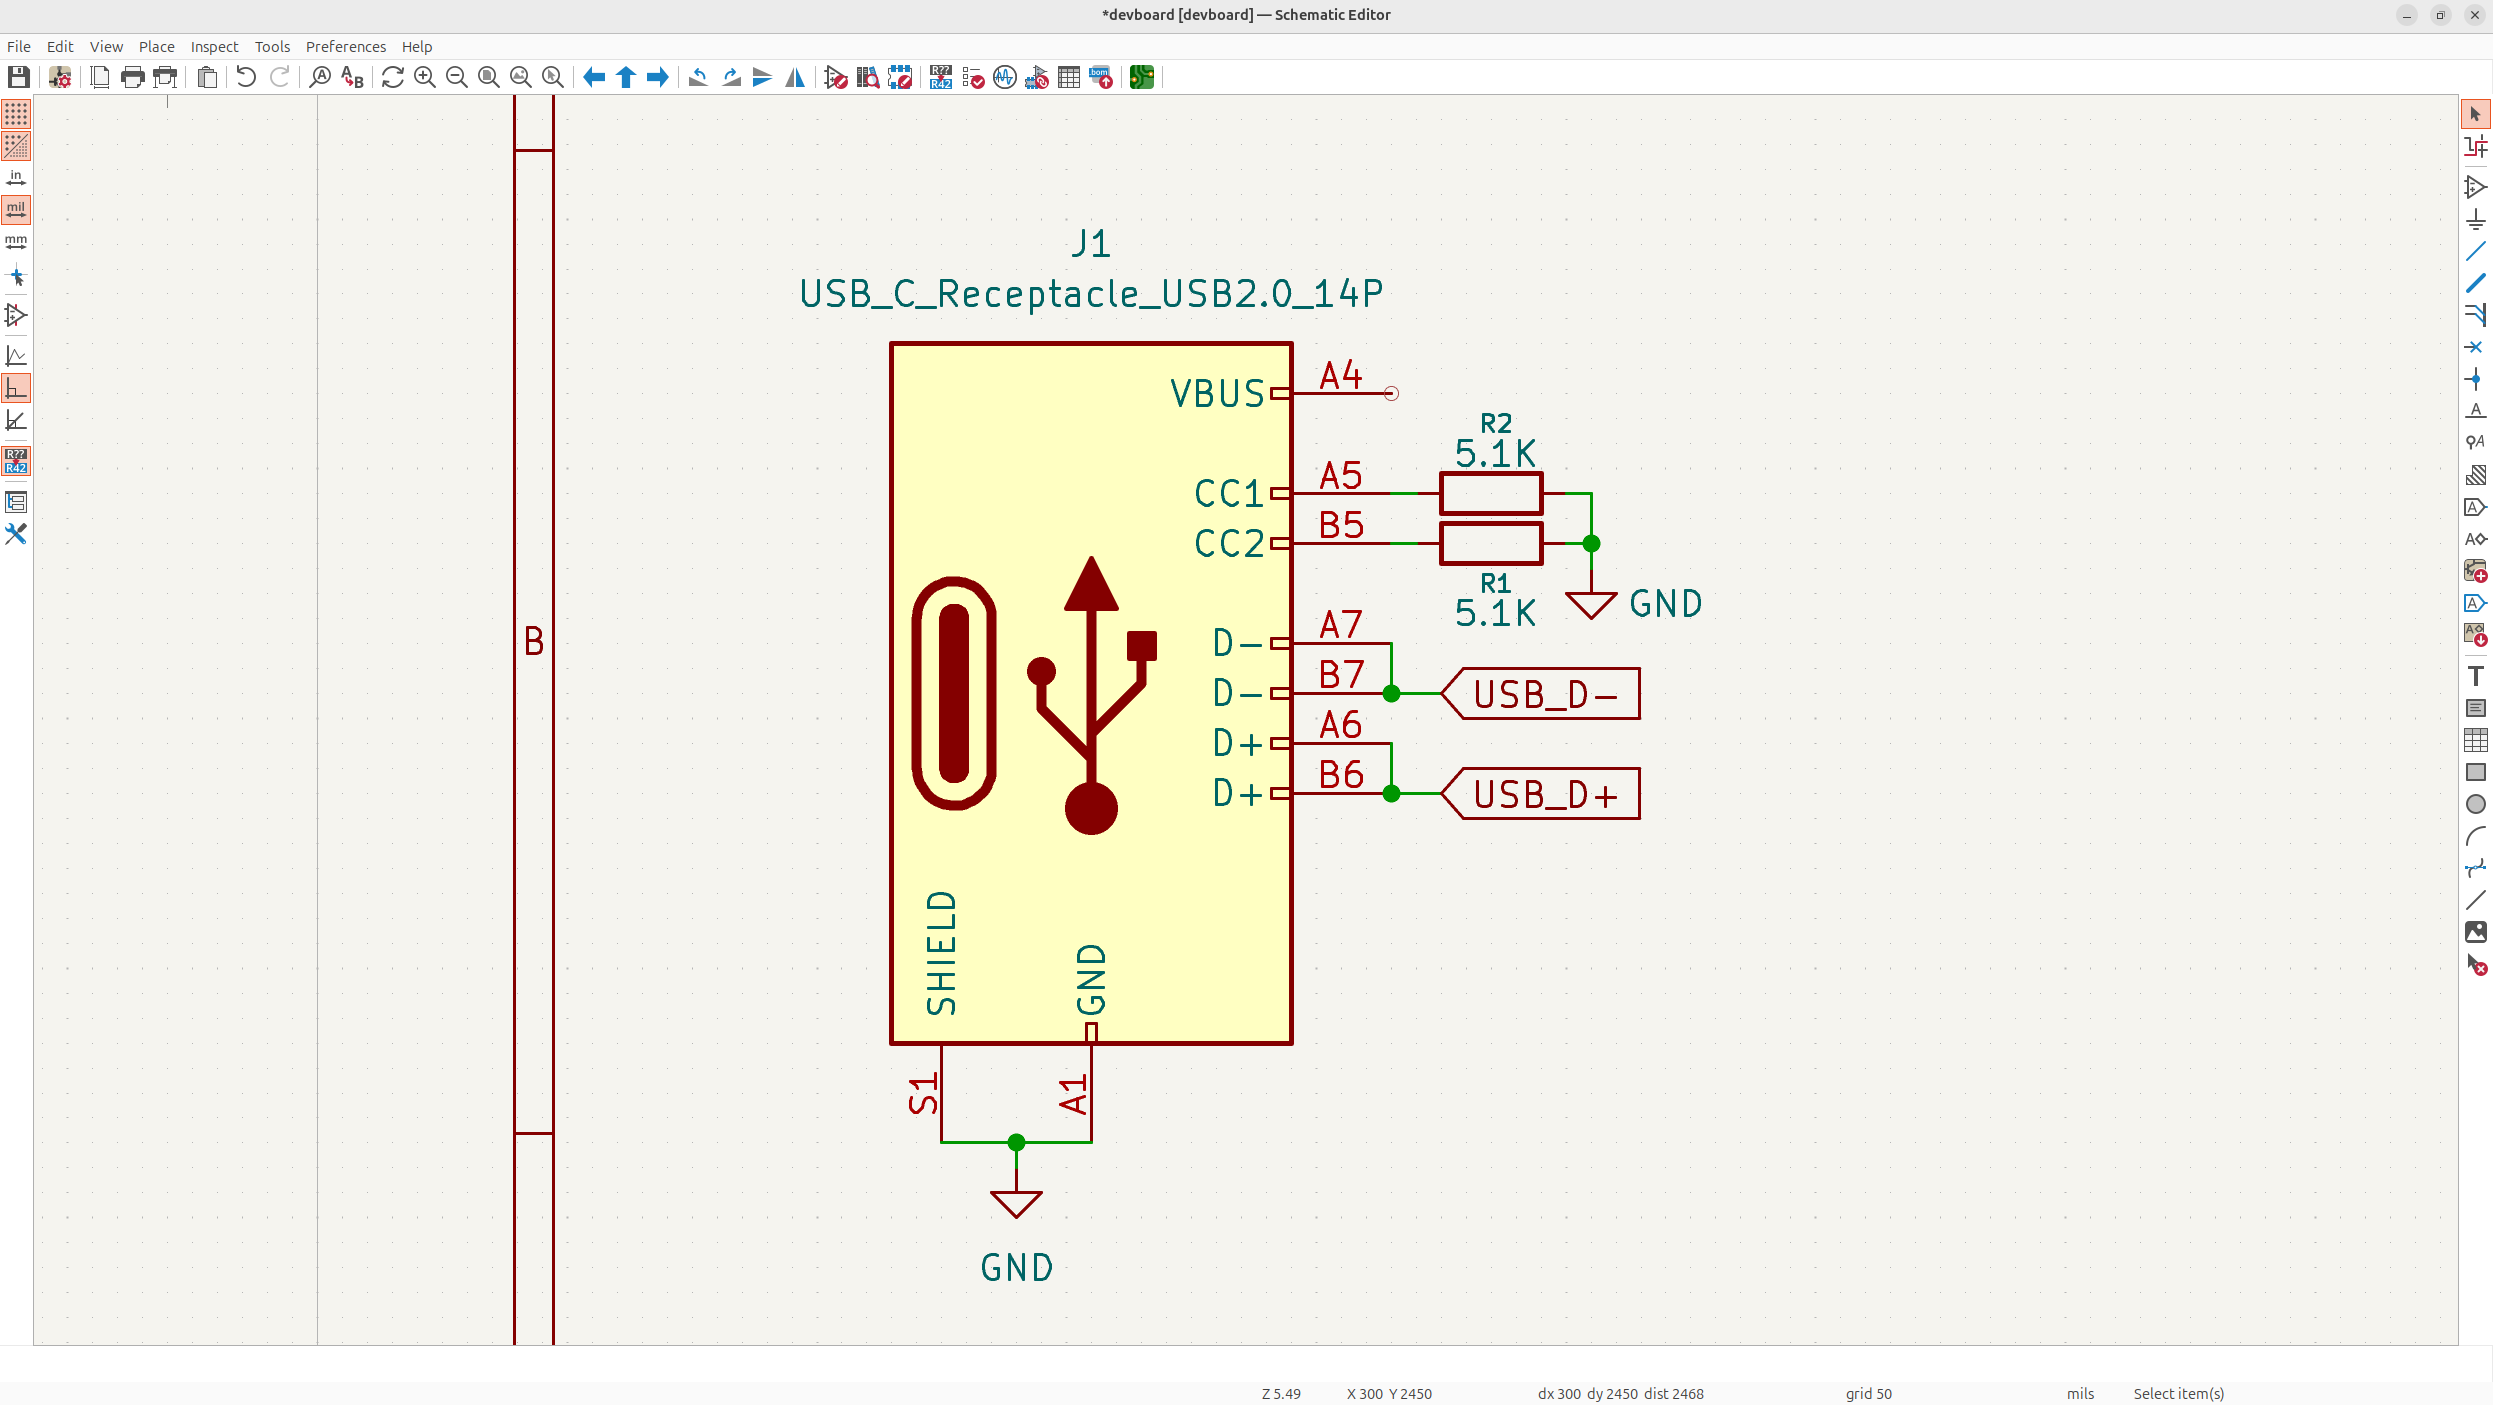 *devboard [devboard] — Schematic Editor
File Edit View Place Inspect Tools Preferences Help
in
mil
mm
R??
R42
J1
USB_C_Receptacle_USB2.0_14P
VBUS A4
R2
5.1K
CC1 A5
CC2 B5
R1
5.1K
GND
B
D- A7
D- B7
USB_D-
D+ A6
D+ B6
USB_D+
SHIELD
GND
S1
A1
GND
Z 5.49 X 300 Y 2450 dx 300 dy 2450 dist 2468 grid 50 mils Select item(s)